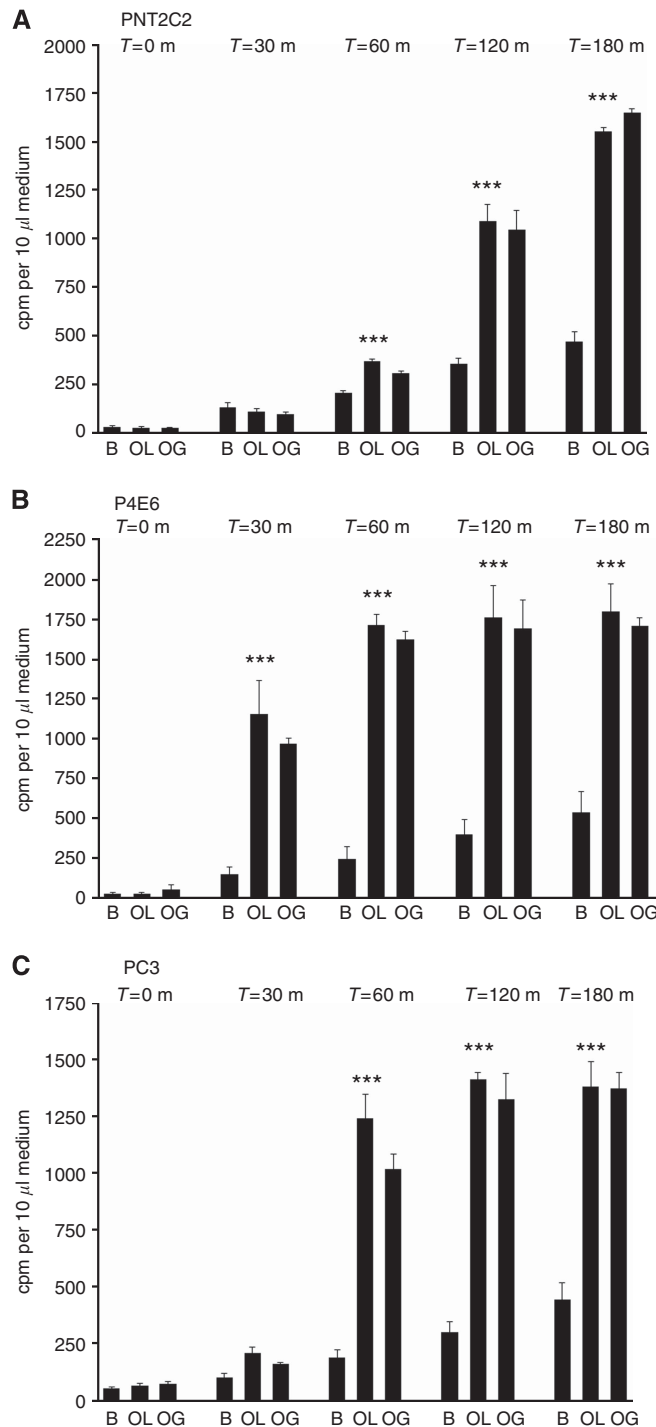 A
PNT2C2
T=0 m T=30 m T=60 m T=120 m T=180 m
2000
1750
1500
1250
1000
750
500
250
0
cpm per 10 µl medium
*** *** ***
B OL OG B OL OG B OL OG B OL OG B OL OG
B
P4E6
T=0 m T=30 m T=60 m T=120 m T=180 m
2250
2000
1750
1500
1250
1000
750
500
250
0
cpm per 10 µl medium
*** *** *** ***
B OL OG B OL OG B OL OG B OL OG B OL OG
C
PC3
T=0 m T=30 m T=60 m T=120 m T=180 m
1750
1500
1250
1000
750
500
250
0
cpm per 10 µl medium
*** *** ***
B OL OG B OL OG B OL OG B OL OG B OL OG